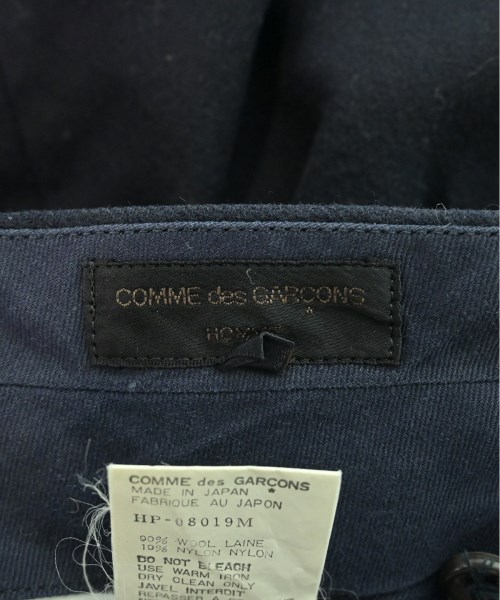 COMME des GARÇONS
*
COMME des GARÇONS
*
MADE IN JAPAN
FABRIQUE AU JAPON
HP-08019M
90% WOOL LAINE
10% NYLON NYLON
DO NOT BLEACH
USE WARM IRON
DRY CLEAN ONLY
JAVEL INTERDIT
REPASSER A